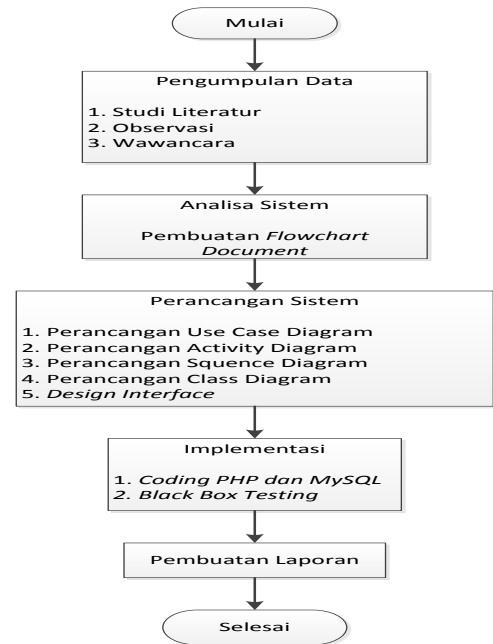 Mulai
Pengumpulan Data
1. Studi Literatur
2. Observasi
3. Wawancara
Analisa Sistem
Pembuatan Flowchart
Document
Perancangan Sistem
1. Perancangan Use Case Diagram
2. Perancangan Activity Diagram
3. Perancangan Squence Diagram
4. Perancangan Class Diagram
5. Design Interface
Implementasi
1. Coding PHP dan MySQL
2. Black Box Testing
Pembuatan Laporan
Selesai